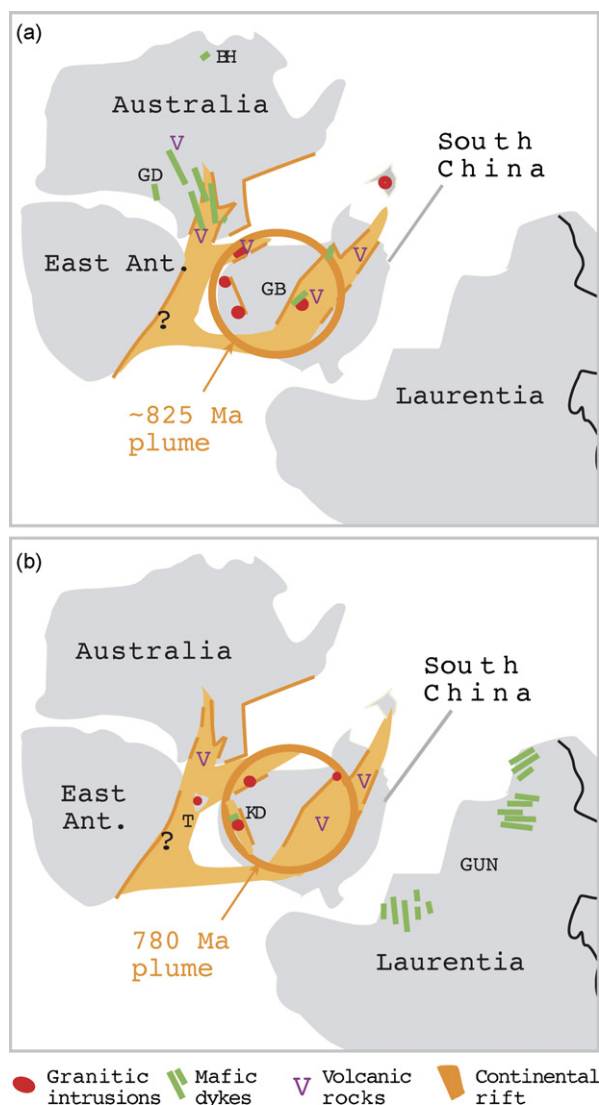 (a)
BH
Australia
V
GD
South
China
V
V
East Ant.
V
GB
V
?
Laurentia
~825 Ma
plume
(b)
Australia
South
China
V
East
Ant.
V
T
KD
V
?
GUN
780 Ma
plume
Laurentia
Granitic
intrusions
Mafic
dykes
V
Volcanic
rocks
Continental
rift